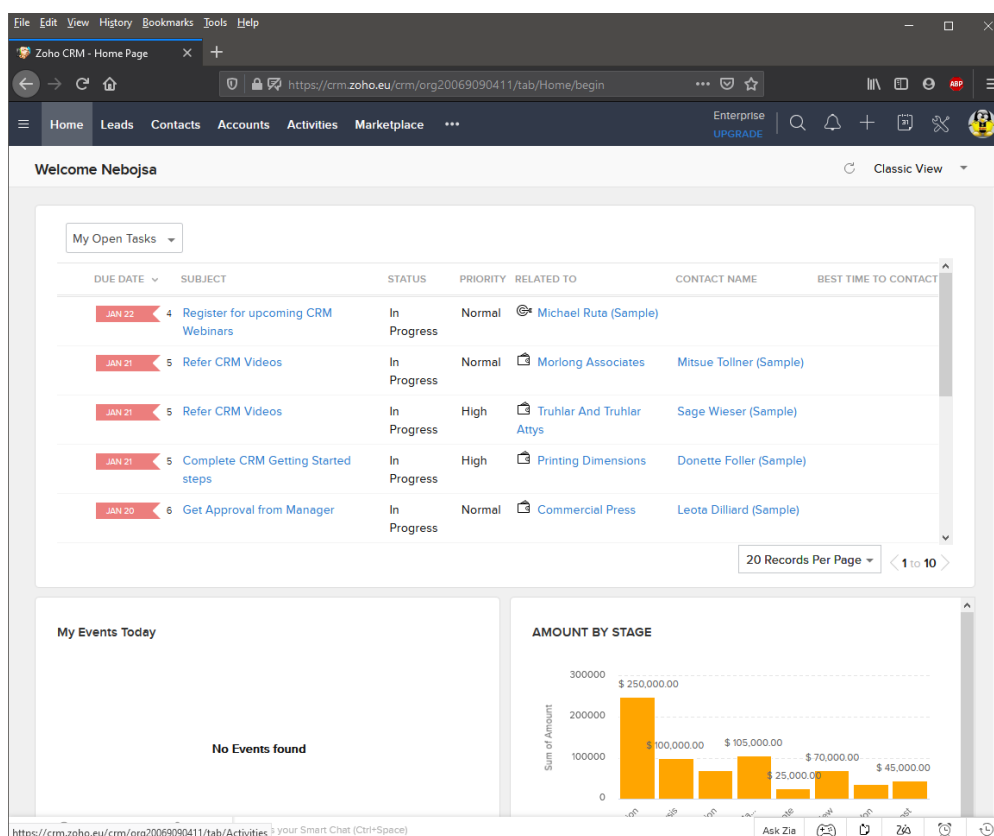 File Edit View History Bookmarks Tools Help
Zoho CRM - Home Page
https://crm.zoho.eu/crm/org20069090411/tab/Home/begin
ABP
Home Leads Contacts Accounts Activities Marketplace ••• Enterprise
UPGRADE
31
Welcome Nebojsa Classic View
My Open Tasks
DUE DATE SUBJECT STATUS PRIORITY RELATED TO CONTACT NAME BEST TIME TO CONTACT
JAN 22 4 Register for upcoming CRM In Normal Michael Ruta (Sample)
Webinars Progress
JAN 21 5 Refer CRM Videos In Normal Morlong Associates Mitsue Tollner (Sample)
Progress
JAN 21 5 Refer CRM Videos In High Truhlar And Truhlar Sage Wieser (Sample)
Progress Attys
JAN 21 5 Complete CRM Getting Started In High Printing Dimensions Donette Foller (Sample)
steps Progress
JAN 20 6 Get Approval from Manager In Normal Commercial Press Leota Dilliard (Sample)
Progress
20 Records Per Page 1 to 10
My Events Today
No Events found
AMOUNT BY STAGE
Sum of Amount
300000
$ 250,000.00
200000
$ 100,000.00 $ 105,000.00
100000 $ 70,000.00
$ 25,000.00 $ 45,000.00
0
https://crm.zoho.eu/crm/org20069090411/tab/Activities your Smart Chat (Ctrl+Space) Ask Zia